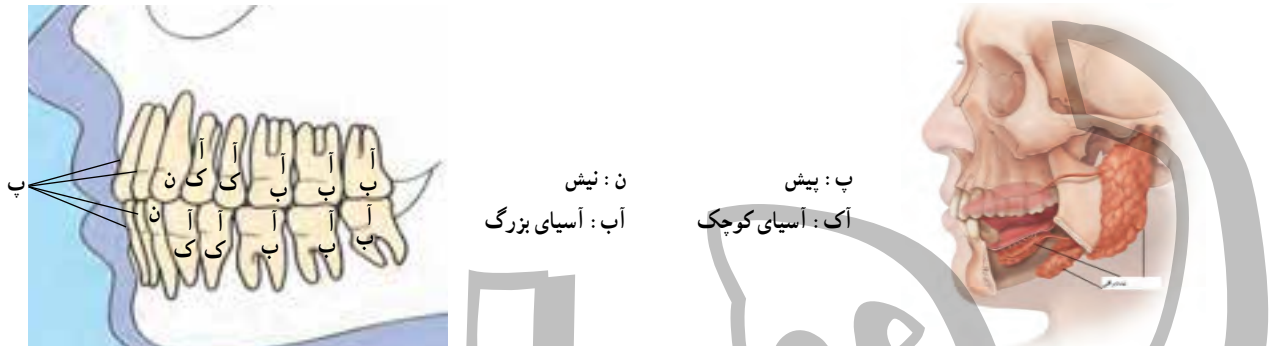 پ : پیش
ن : نیش
آک : آسیای کوچک
آب : آسیای بزرگ
آ ک
آ ک
آ ب
آ ب
آ ب
ن
پ
ن
آ ک
آ ک
آ ب
آ ب
آ ب